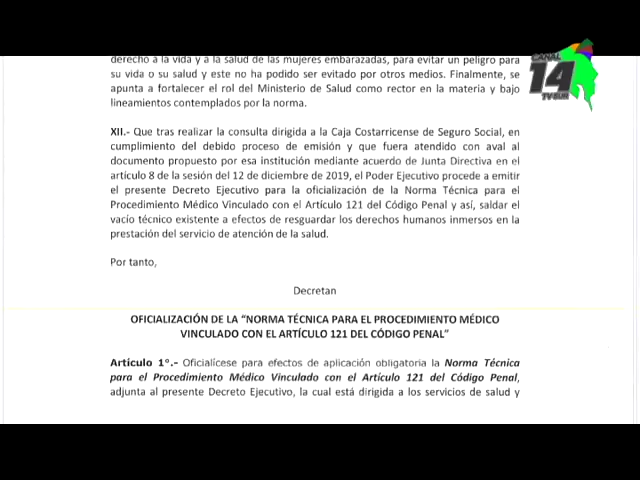 derecho a la vida y a la salud de las mujeres embarazadas, para evitar un peligro para
su vida o su salud y este no ha podido ser evitado por otros medios. Finalmente, se
apunta a fortalecer el rol del Ministerio de Salud como rector en la materia y bajo
lineamientos contemplados por la norma.
CANAL
14
TV SUR
XII.- Que tras realizar la consulta dirigida a la Caja Costarricense de Seguro Social, en
cumplimiento del debido proceso de emisión y que fuera atendido con aval al
documento propuesto por esa institución mediante acuerdo de Junta Directiva en el
artículo 8 de la sesión del 12 de diciembre de 2019, el Poder Ejecutivo procede a emitir
el presente Decreto Ejecutivo para la oficialización de la Norma Técnica para el
Procedimiento Médico Vinculado con el Artículo 121 del Código Penal y así, saldar el
vacío técnico existente a efectos de resguardar los derechos humanos inmersos en la
prestación del servicio de atención de la salud.
Por tanto,
Decretan
OFICIALIZACIÓN DE LA “NORMA TÉCNICA PARA EL PROCEDIMIENTO MÉDICO
VINCULADO CON EL ARTÍCULO 121 DEL CÓDIGO PENAL”
Artículo 1°.- Oficialícese para efectos de aplicación obligatoria la Norma Técnica
para el Procedimiento Médico Vinculado con el Artículo 121 del Código Penal,
adjunta al presente Decreto Ejecutivo, la cual está dirigida a los servicios de salud y